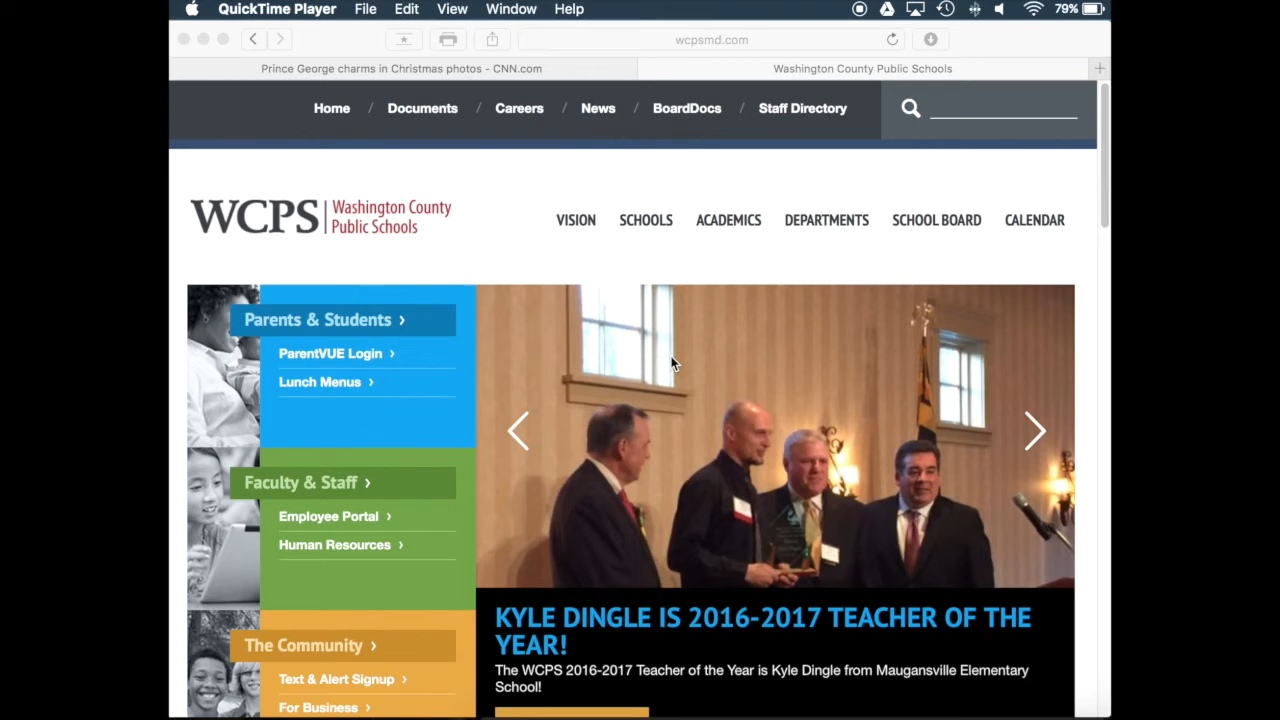 QuickTime Player File Edit View Window Help 79%
wcpsmd.com
Prince George charms in Christmas photos - CNN.com Washington County Public Schools +
Home / Documents / Careers / News / BoardDocs / Staff Directory
WCPS | Washington County
Public Schools
VISION SCHOOLS ACADEMICS DEPARTMENTS SCHOOL BOARD CALENDAR
Parents & Students ›
ParentVUE Login ›
Lunch Menus ›
Faculty & Staff ›
Employee Portal ›
Human Resources ›
The Community ›
Text & Alert Signup ›
For Business ›
KYLE DINGLE IS 2016-2017 TEACHER OF THE
YEAR!
The WCPS 2016-2017 Teacher of the Year is Kyle Dingle from Maugansville Elementary
School!